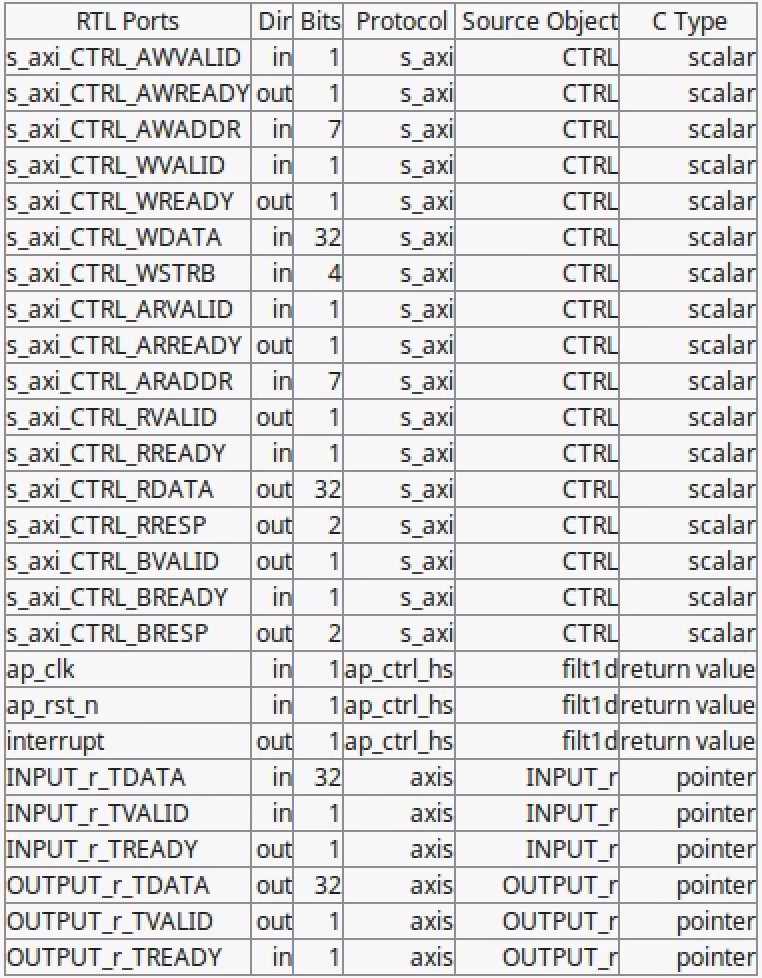 RTL Ports Dir Bits Protocol Source Object C Type
s_axi_CTRL_AWVALID in 1 s_axi CTRL scalar
s_axi_CTRL_AWREADY out 1 s_axi CTRL scalar
s_axi_CTRL_AWADDR in 7 s_axi CTRL scalar
s_axi_CTRL_WVALID in 1 s_axi CTRL scalar
s_axi_CTRL_WREADY out 1 s_axi CTRL scalar
s_axi_CTRL_WDATA in 32 s_axi CTRL scalar
s_axi_CTRL_WSTRB in 4 s_axi CTRL scalar
s_axi_CTRL_ARVALID in 1 s_axi CTRL scalar
s_axi_CTRL_ARREADY out 1 s_axi CTRL scalar
s_axi_CTRL_ARADDR in 7 s_axi CTRL scalar
s_axi_CTRL_RVALID out 1 s_axi CTRL scalar
s_axi_CTRL_RREADY in 1 s_axi CTRL scalar
s_axi_CTRL_RDATA out 32 s_axi CTRL scalar
s_axi_CTRL_RRESP out 2 s_axi CTRL scalar
s_axi_CTRL_BVALID out 1 s_axi CTRL scalar
s_axi_CTRL_BREADY in 1 s_axi CTRL scalar
s_axi_CTRL_BRESP out 2 s_axi CTRL scalar
ap_clk in 1 ap_ctrl_hs filt1d return value
ap_rst_n in 1 ap_ctrl_hs filt1d return value
interrupt out 1 ap_ctrl_hs filt1d return value
INPUT_r_TDATA in 32 axis INPUT_r pointer
INPUT_r_TVALID in 1 axis INPUT_r pointer
INPUT_r_TREADY out 1 axis INPUT_r pointer
OUTPUT_r_TDATA out 32 axis OUTPUT_r pointer
OUTPUT_r_TVALID out 1 axis OUTPUT_r pointer
OUTPUT_r_TREADY in 1 axis OUTPUT_r pointer